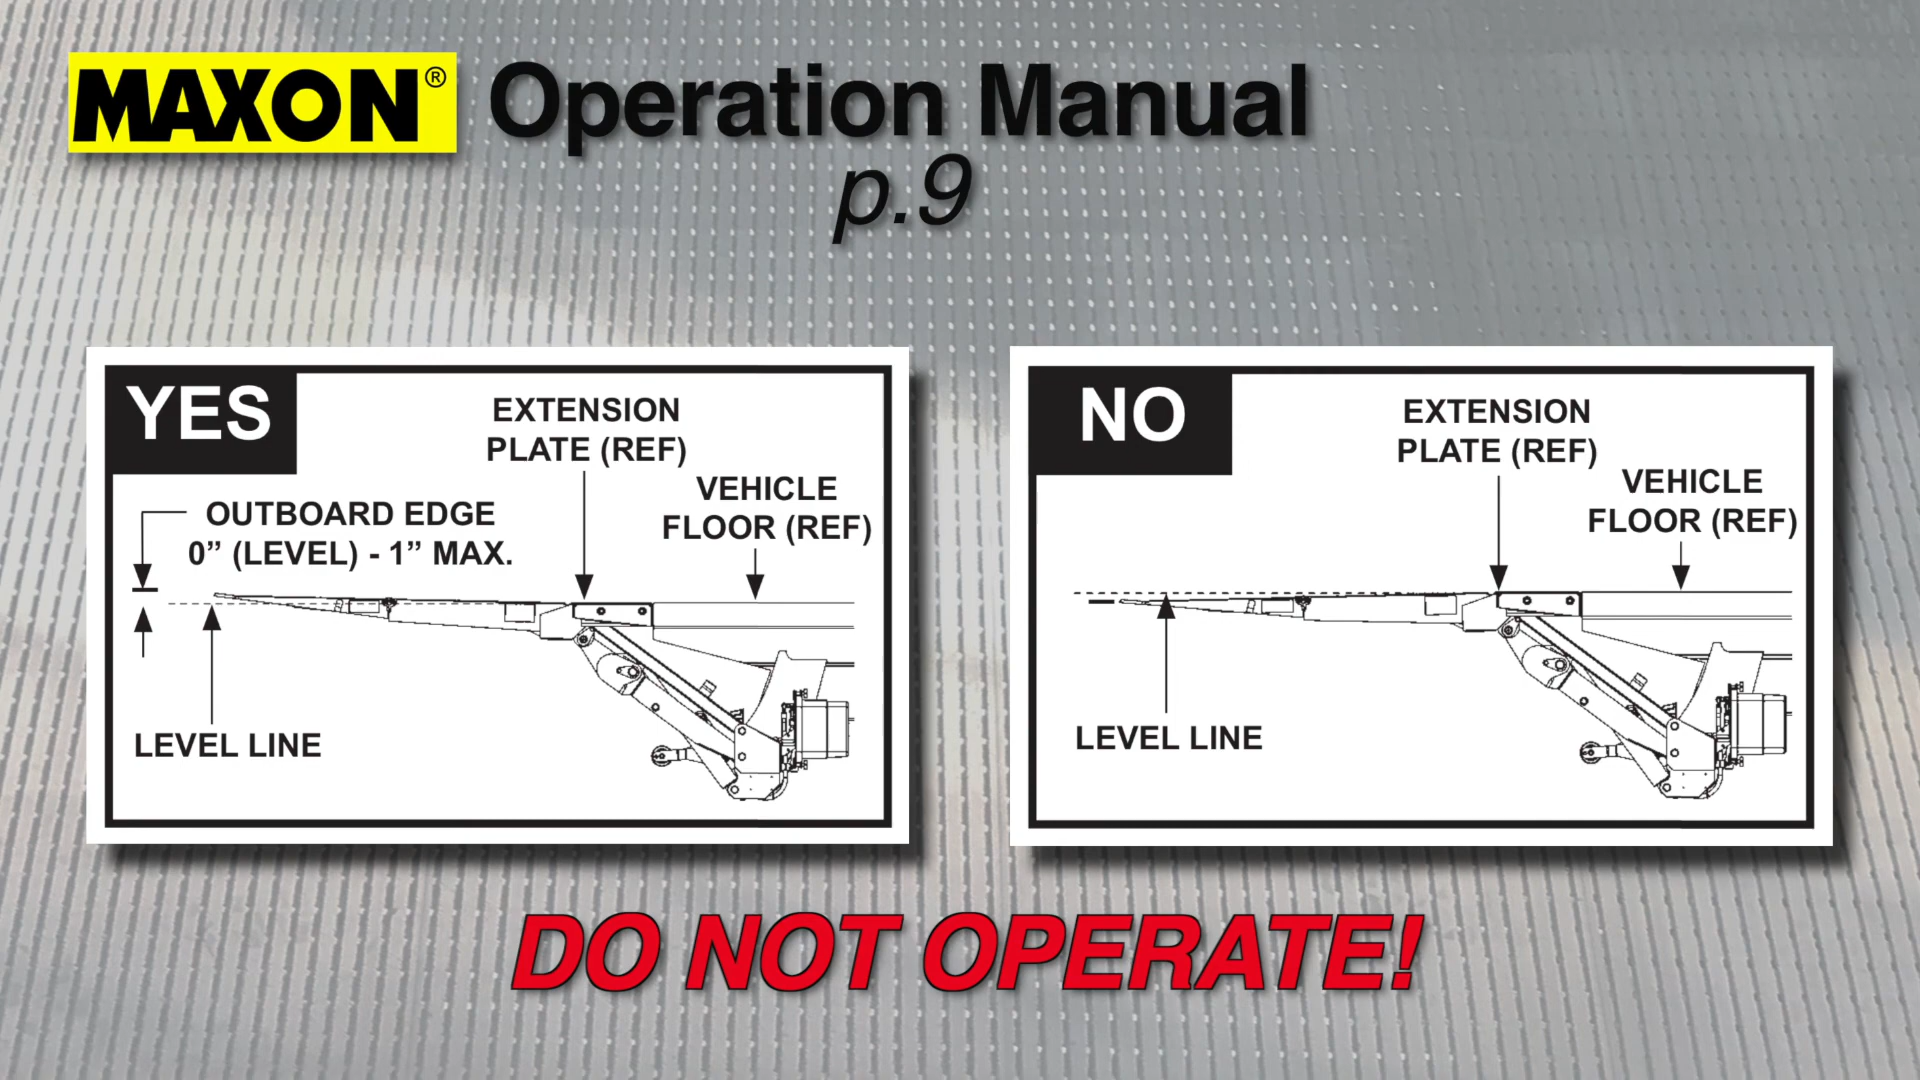 MAXON® Operation Manual
p.9
YES
EXTENSION
PLATE (REF)
VEHICLE
FLOOR (REF)
OUTBOARD EDGE
0” (LEVEL) - 1” MAX.
LEVEL LINE
NO
EXTENSION
PLATE (REF)
VEHICLE
FLOOR (REF)
LEVEL LINE
DO NOT OPERATE!